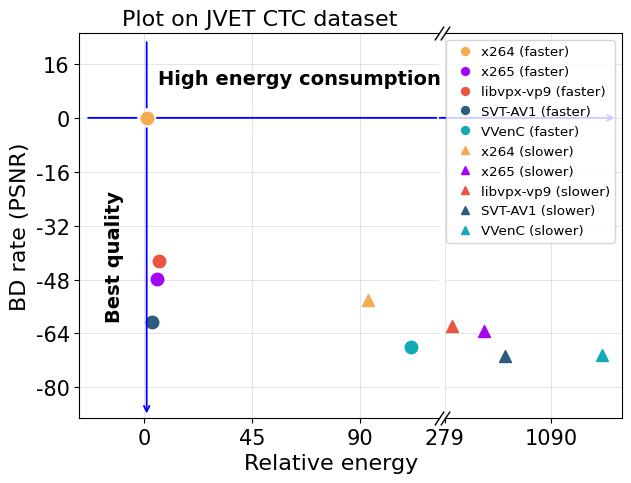 Plot on JVET CTC dataset
16
0
-16
-32
-48
-64
-80
BD rate (PSNR)
High energy consumption
Best quality
x264 (faster)
x265 (faster)
libvpx-vp9 (faster)
SVT-AV1 (faster)
VVenC (faster)
x264 (slower)
x265 (slower)
libvpx-vp9 (slower)
SVT-AV1 (slower)
VVenC (slower)
0 45 90 279 1090
Relative energy